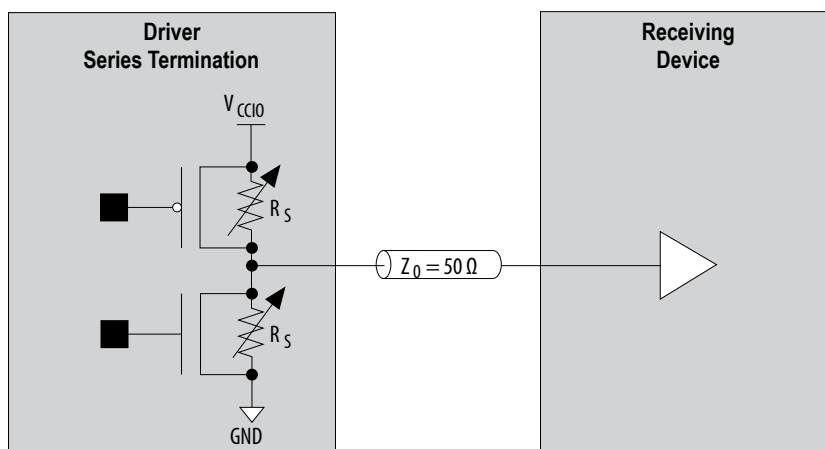 Driver
Series Termination
Receiving
Device
V CCIO
R S
Z 0 = 50 Ω
R S
GND